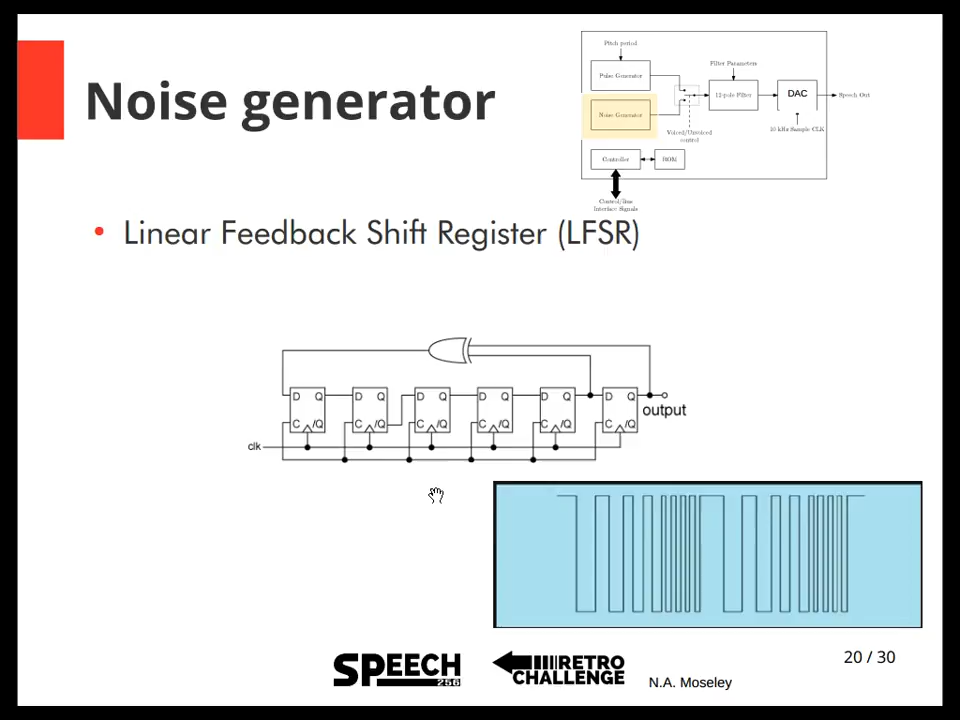 Noise generator
Pitch period
Pulse Generator
Noise Generator
Voiced/Unvoiced
control
Filter Parameters
12-pole Filter
DAC
Speech Out
10 kHz Sample CLK
Controller
ROM
Control/Bus
Interface Signals
• Linear Feedback Shift Register (LFSR)
D Q D Q D Q D Q D Q D Q
C /Q C /Q C /Q C /Q C /Q C /Q
output
clk
SPEECH
256
RETRO
CHALLENGE
N.A. Moseley
20 / 30